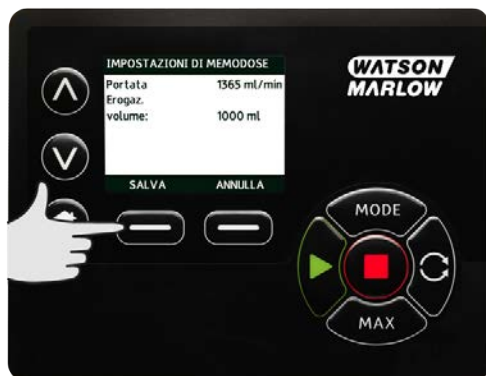 IMPOSTAZIONI DI MEMODOSE
Portata 1365 ml/min
Erogaz.
volume: 1000 ml
SALVA ANNULLA
WATSON
MARLOW
MODE
MAX